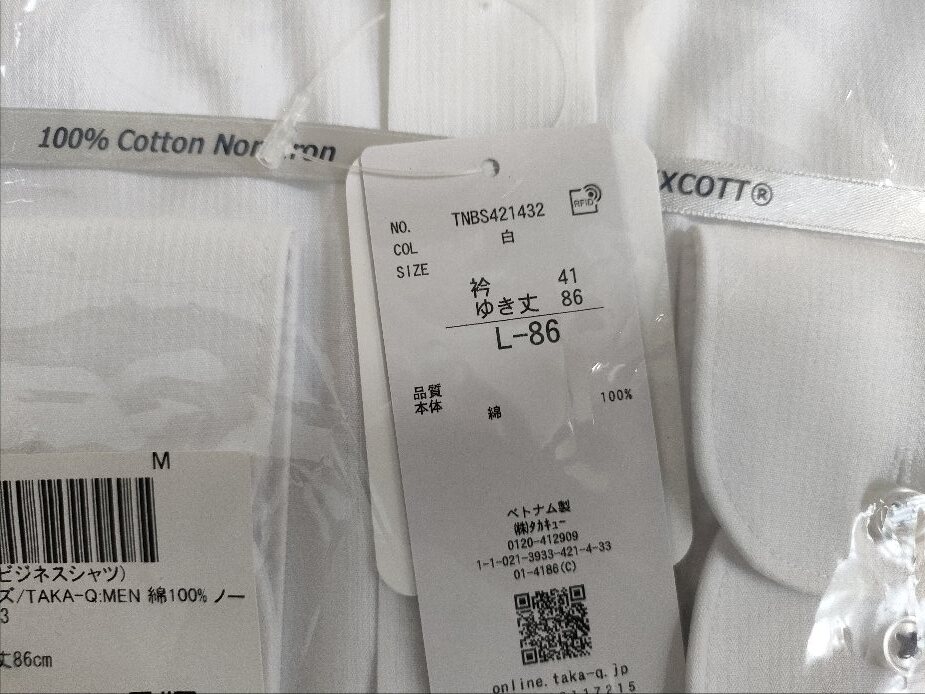 100% Cotton Non-Iron
XCOTT®
NO. TNBS421432
RFID
COL 白
SIZE
衿 41
ゆき丈 86
L-86
品質
本体 綿 100%
ベトナム製
㈱タカキュー
0120-412909
1-1-021-3933-421-4-33
01-4186(C)
online.taka-q.jp
M
ビジネスシャツ)
ズ/TAKA-Q:MEN 綿100% ノー
3
丈86cm